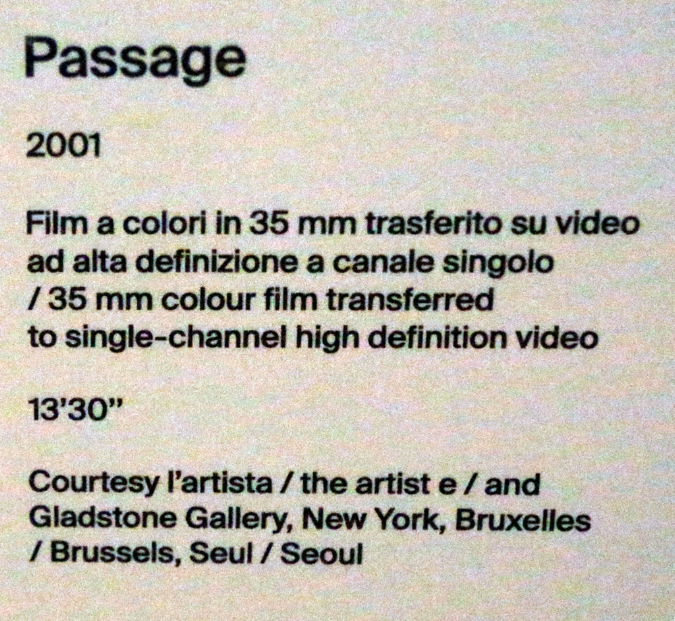 Passage
2001
Film a colori in 35 mm trasferito su video
ad alta definizione a canale singolo
/ 35 mm colour film transferred
to single-channel high definition video
13’30”
Courtesy l’artista / the artist e / and
Gladstone Gallery, New York, Bruxelles
/ Brussels, Seul / Seoul